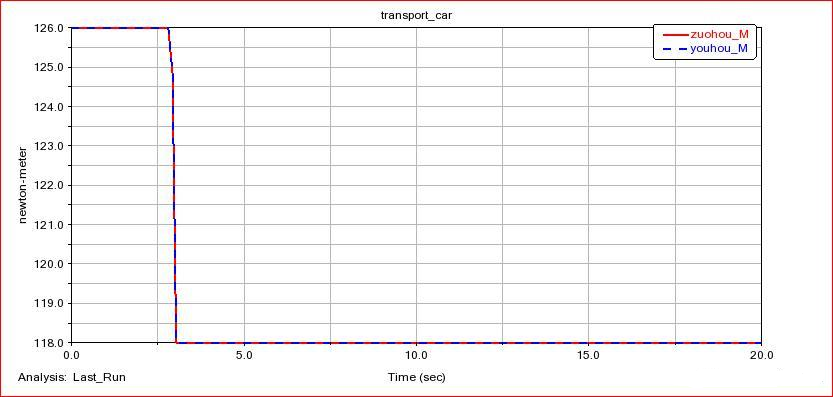 transport_car
126.0
125.0
124.0
123.0
122.0
121.0
120.0
119.0
118.0
newton-meter
zuohou_M
youhou_M
0.0 5.0 10.0 15.0 20.0
Analysis: Last_Run Time (sec)